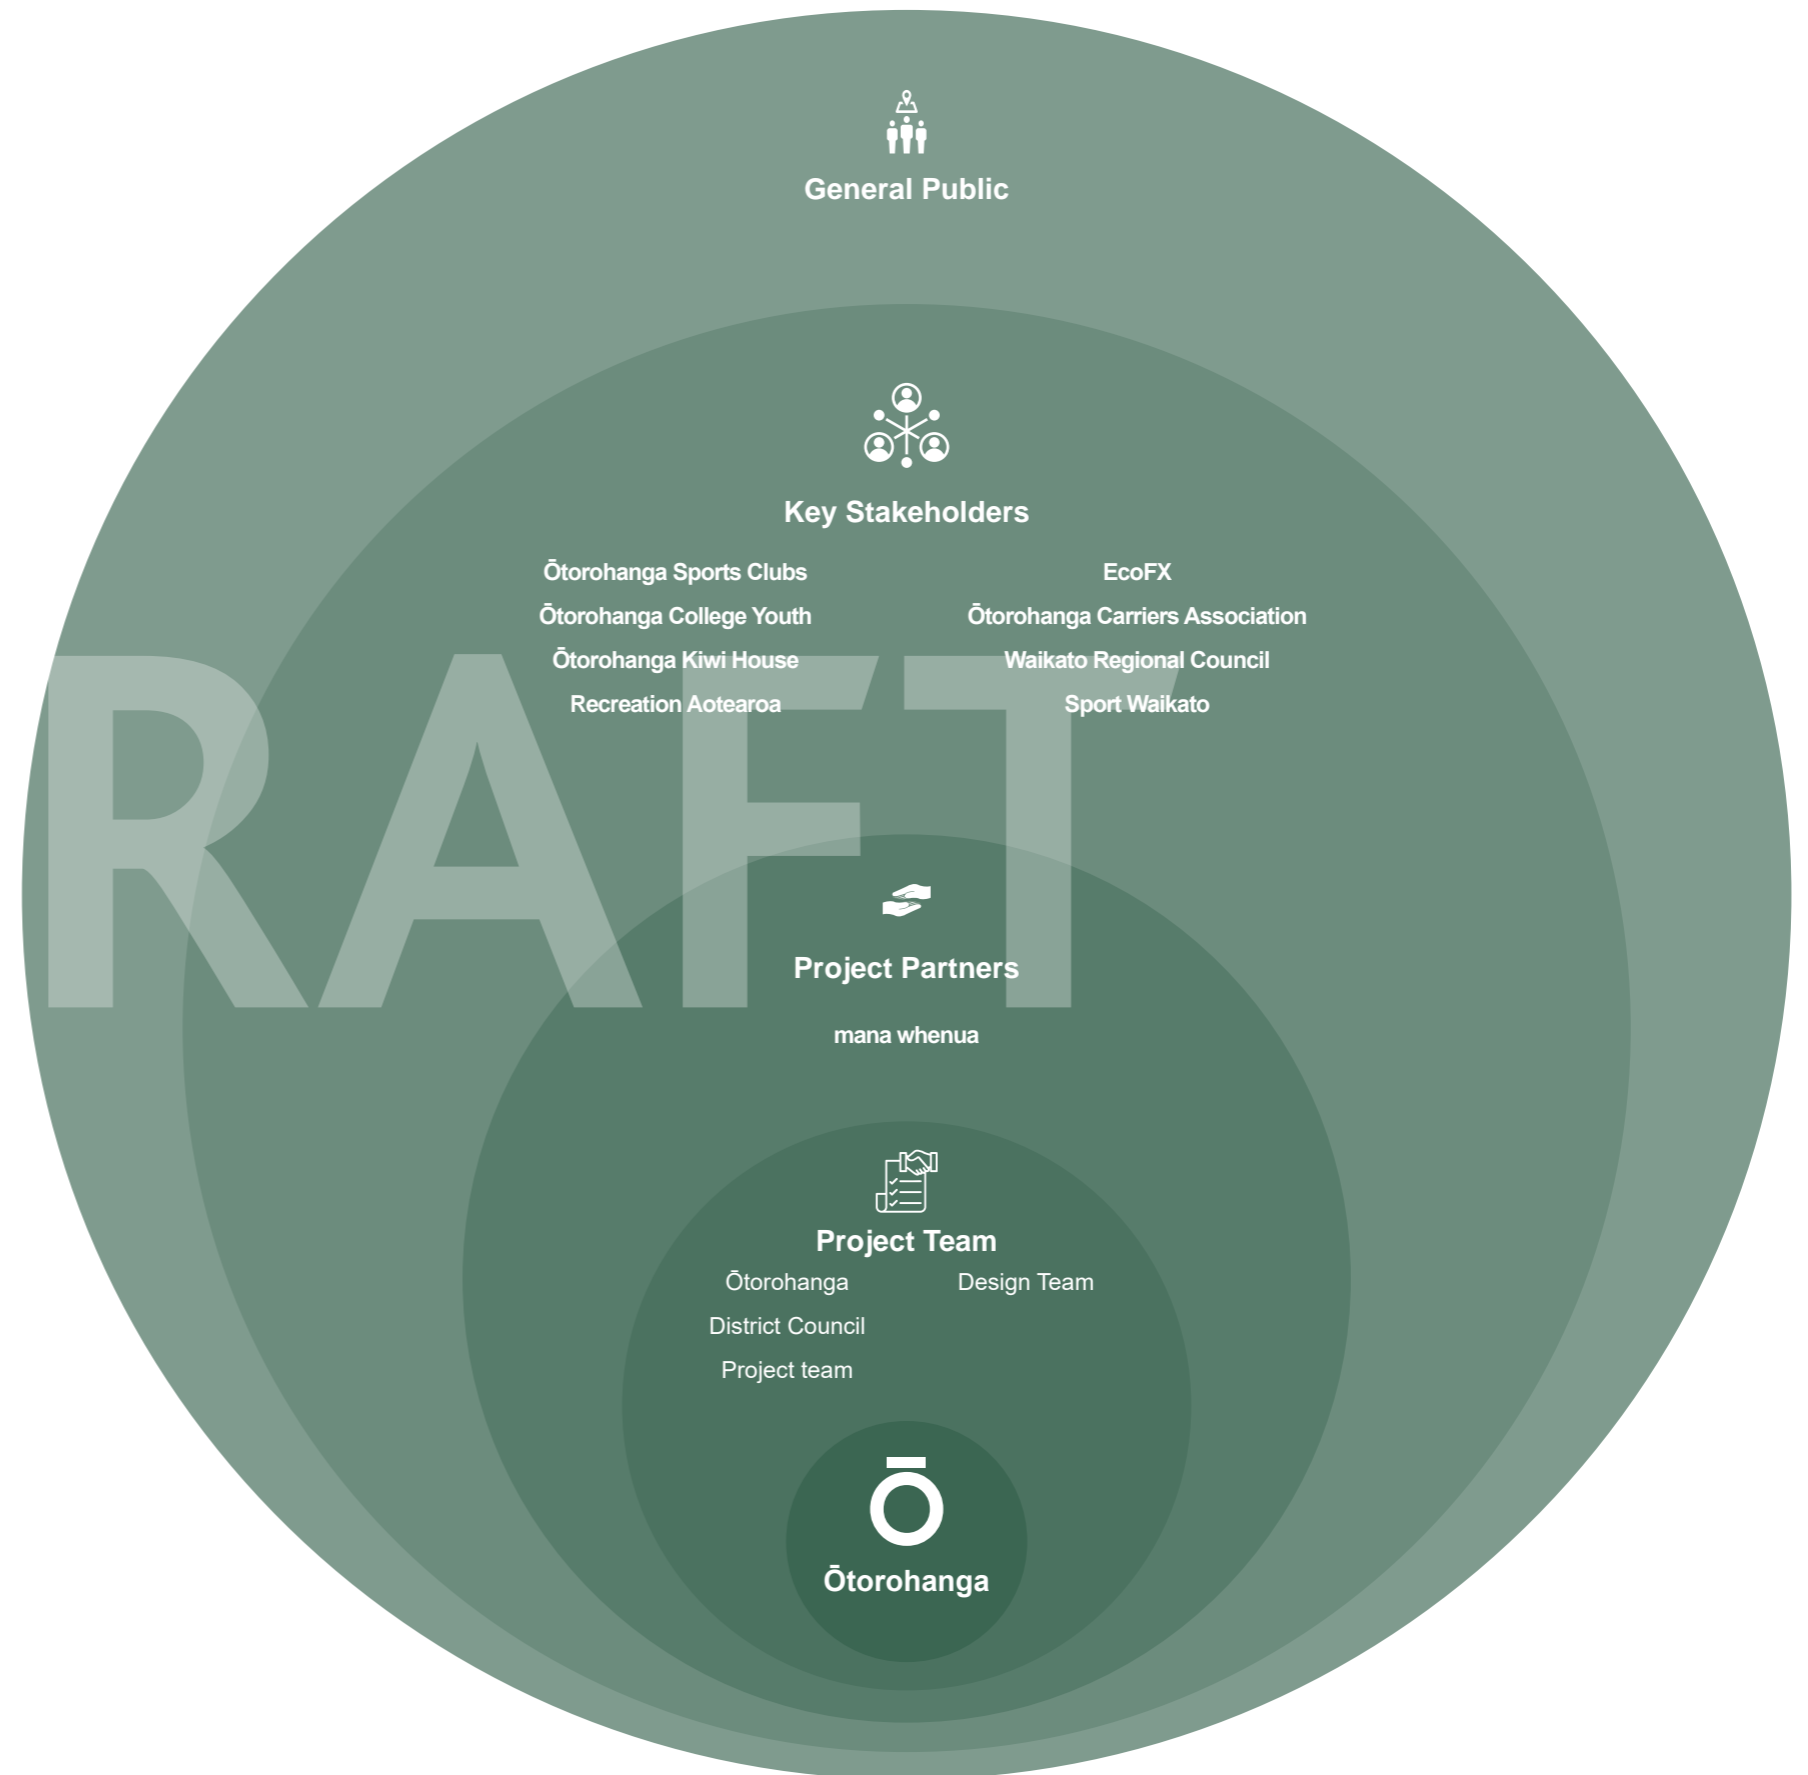 General Public
Key Stakeholders
Ōtorohanga Sports Clubs
Ōtorohanga College Youth
Ōtorohanga Kiwi House
Recreation Aotearoa
EcoFX
Ōtorohanga Carriers Association
Waikato Regional Council
Sport Waikato
RAFT
Project Partners
mana whenua
Project Team
Ōtorohanga
District Council
Project team
Design Team
Ō
Ōtorohanga